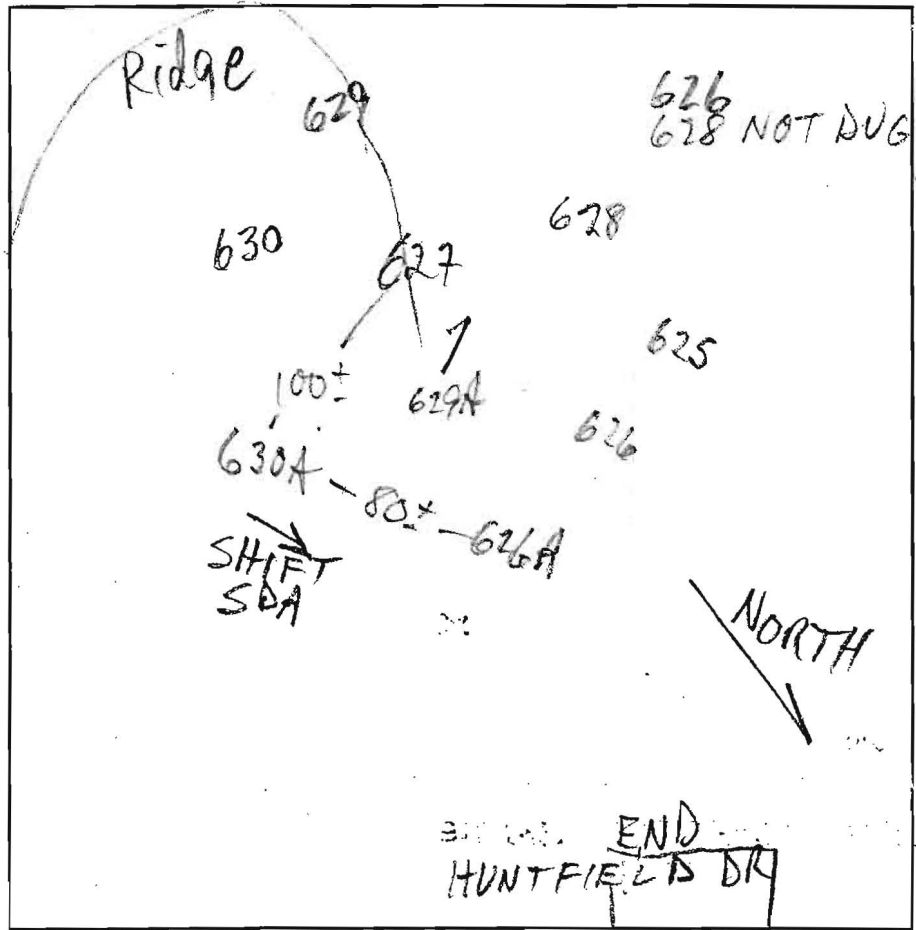 Ridge
629
626
628 NOT DUG
628
630
627
625
100±
629A
626
630A
80±
626A
SHIFT
SDA
NORTH
END
HUNTFIELD DR